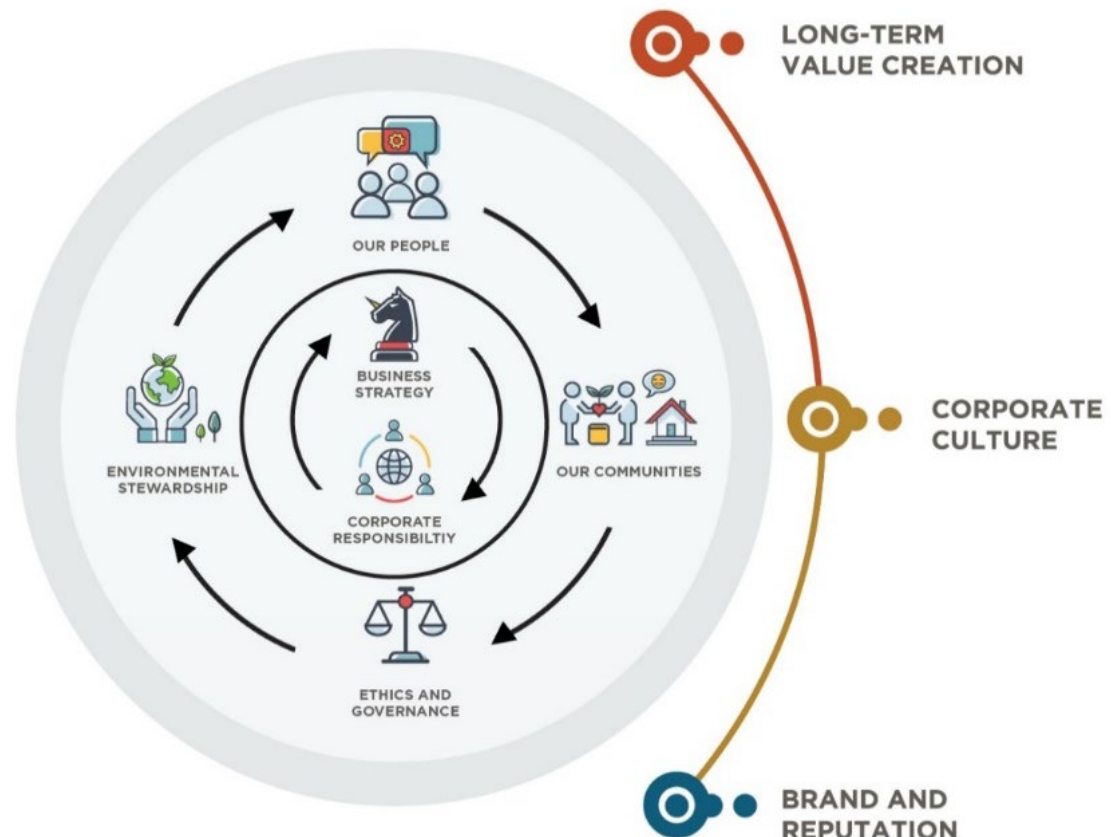 LONG-TERM
VALUE CREATION
OUR PEOPLE
BUSINESS
STRATEGY
CORPORATE
CULTURE
ENVIRONMENTAL
STEWARDSHIP
OUR COMMUNITIES
CORPORATE
RESPONSIBILTIY
ETHICS AND
GOVERNANCE
BRAND AND
REPUTATION